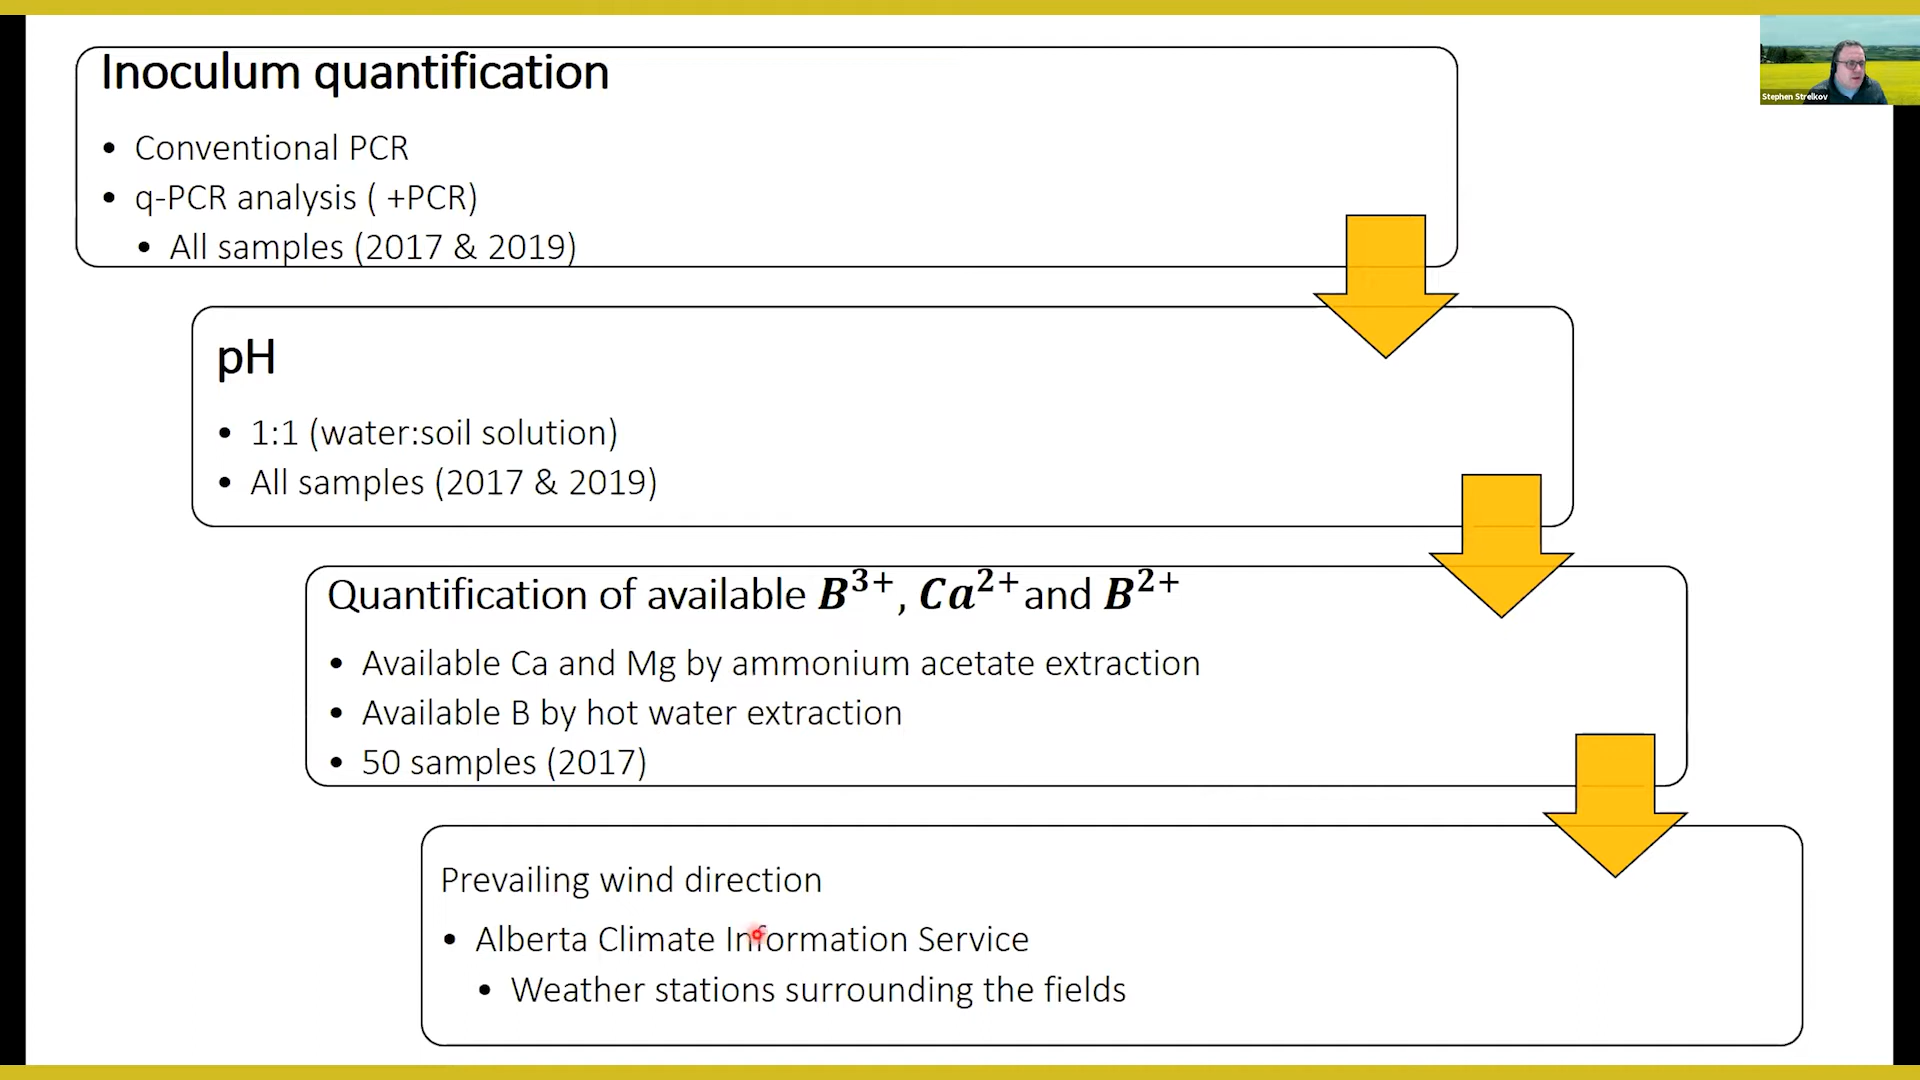 Inoculum quantification
• Conventional PCR
• q-PCR analysis ( +PCR)
• All samples (2017 & 2019)
pH
• 1:1 (water:soil solution)
• All samples (2017 & 2019)
Quantification of available B³⁺, Ca²⁺ and B²⁺
• Available Ca and Mg by ammonium acetate extraction
• Available B by hot water extraction
• 50 samples (2017)
Prevailing wind direction
• Alberta Climate Information Service
• Weather stations surrounding the fields
Stephen Strelkov